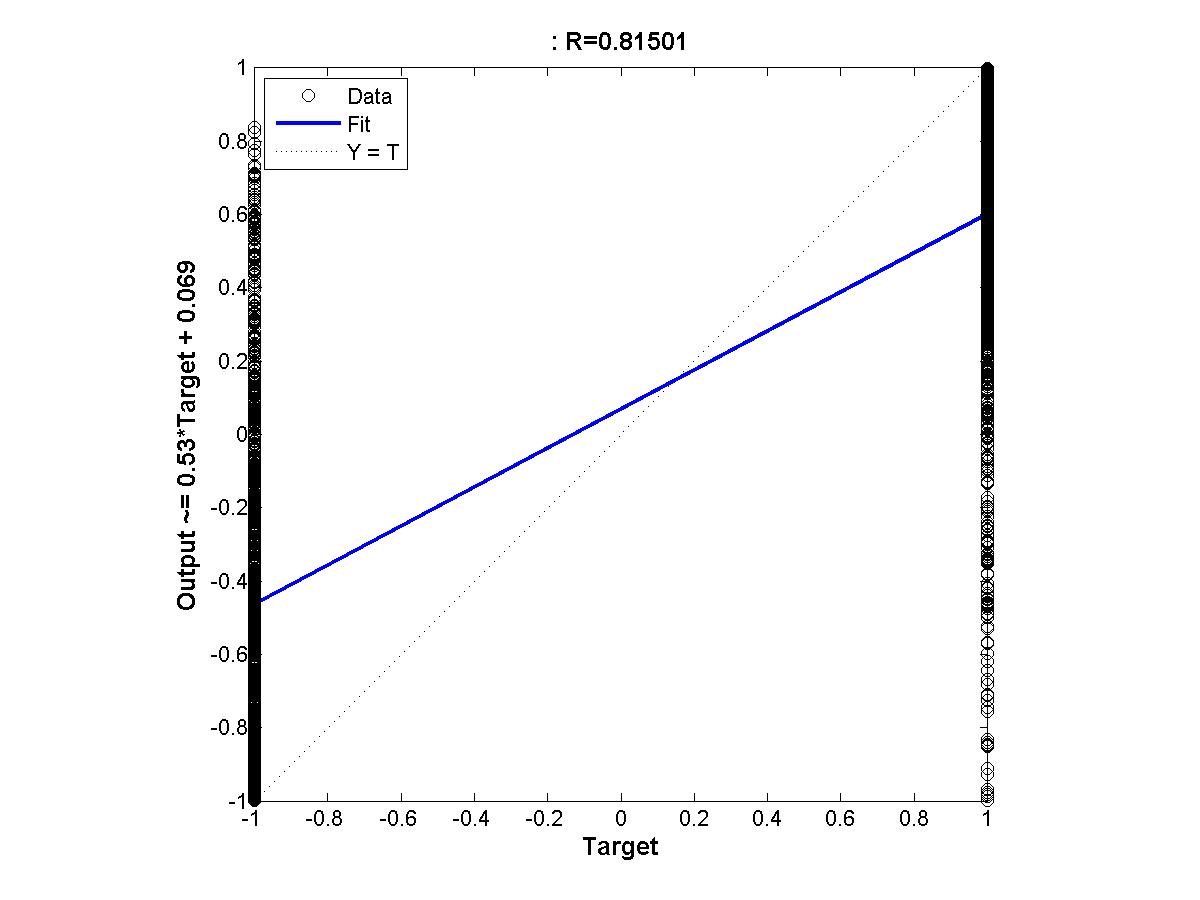 : R=0.81501
Data
Fit
Y = T
Output ~= 0.53*Target + 0.069
1
0.8
0.6
0.4
0.2
0
-0.2
-0.4
-0.6
-0.8
-1
-1 -0.8 -0.6 -0.4 -0.2 0 0.2 0.4 0.6 0.8 1
Target